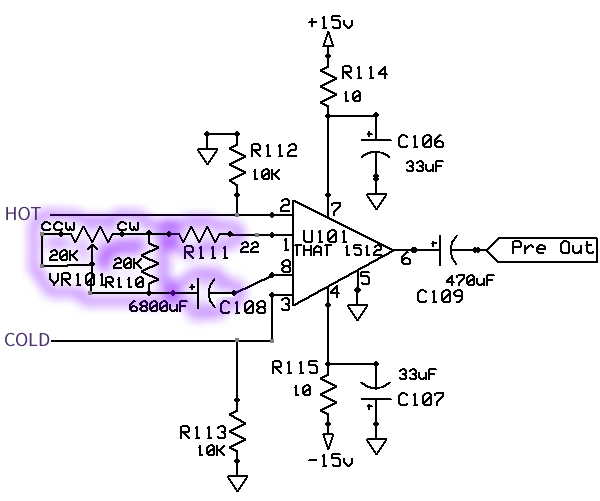 +15v
R114
10
C106
33uF
R112
10K
HOT
2
7
CCW
CW
1
U101
THAT 1512
20K
VR101
20K
R110
R111
22
8
6
Pre Out
5
470uF
C109
6800uF
C108
3
4
COLD
R115
10
33uF
C107
R113
10K
-15v